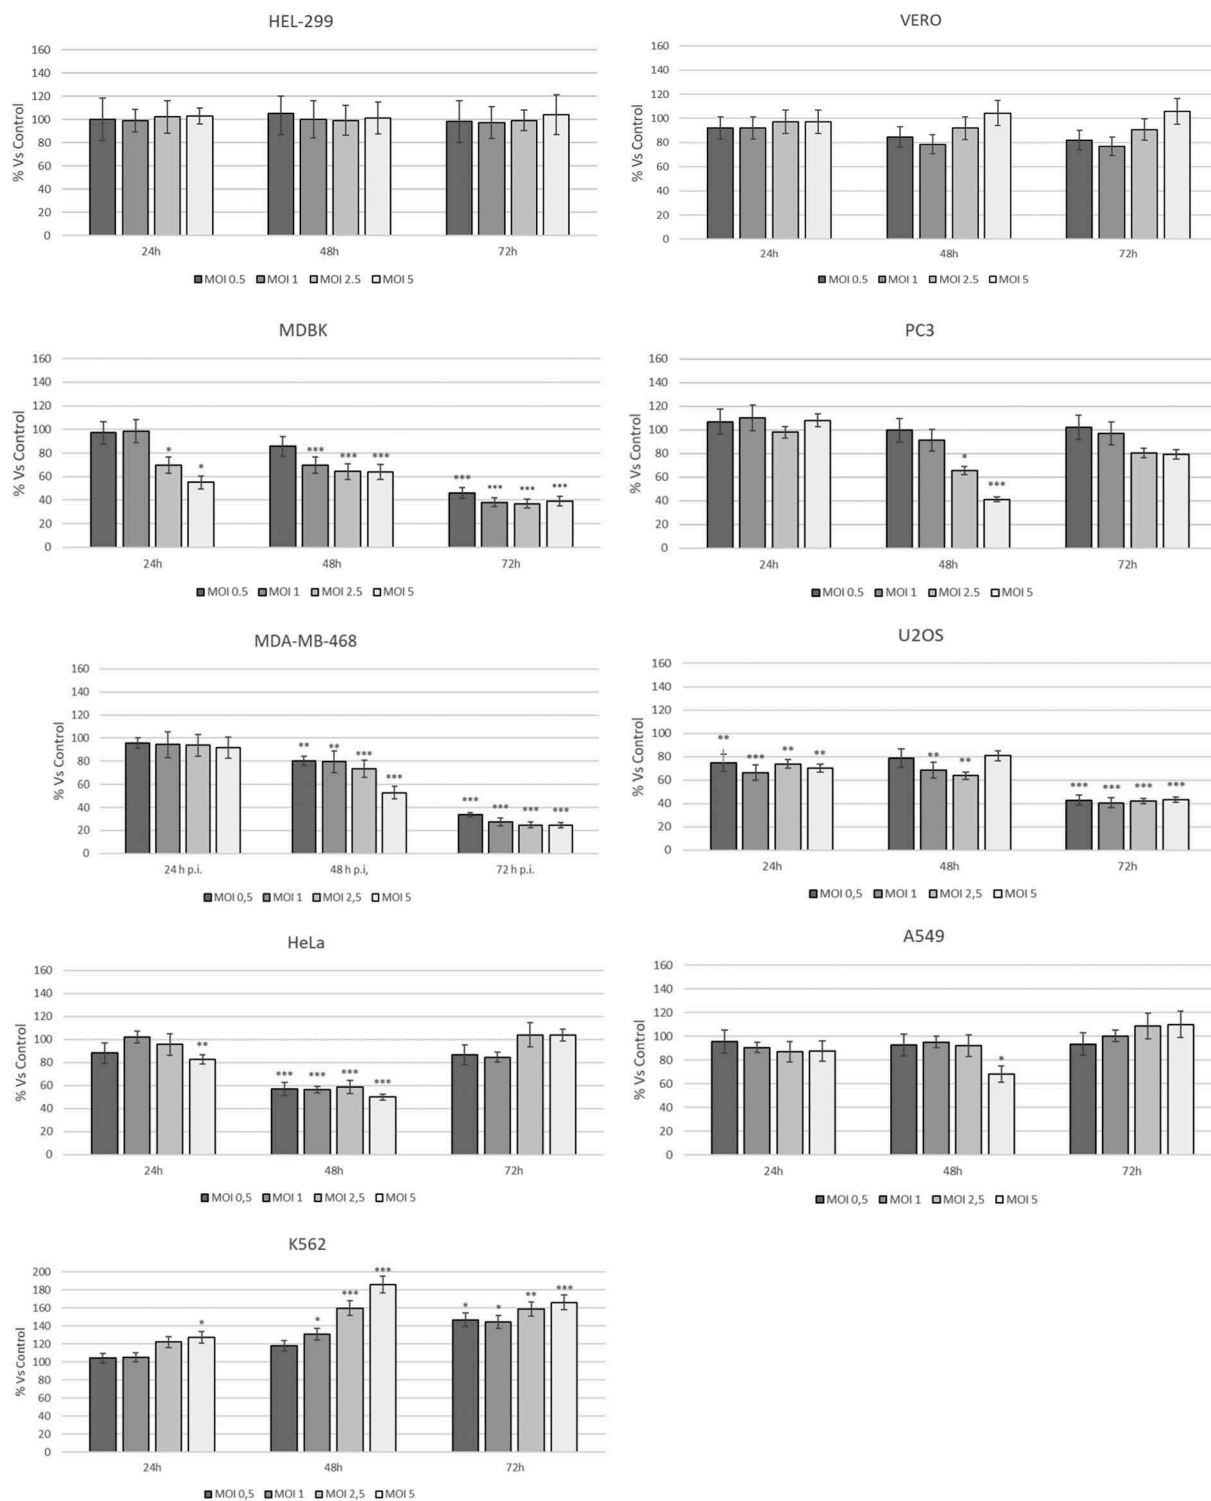 HEL-299
% Vs Control
160
140
120
100
80
60
40
20
0
24h 48h 72h
MOI 0.5 MOI 1 MOI 2.5 MOI 5
VERO
% Vs Control
160
140
120
100
80
60
40
20
0
24h 48h 72h
MOI 0.5 MOI 1 MOI 2.5 MOI 5
MDBK
% Vs Control
160
140
120
100
80
60
40
20
0
* * *** *** *** *** *** *** ***
24h 48h 72h
MOI 0.5 MOI 1 MOI 2.5 MOI 5
PC3
% Vs Control
160
140
120
100
80
60
40
20
0
* ***
24h 48h 72h
MOI 0.5 MOI 1 MOI 2.5 MOI 5
MDA-MB-468
% Vs Control
160
140
120
100
80
60
40
20
0
** ** *** *** *** *** *** ***
24 h p.i. 48 h p.i, 72 h p.i.
MOI 0,5 MOI 1 MOI 2,5 MOI 5
U2OS
% Vs Control
160
140
120
100
80
60
40
20
0
** *** ** ** ** ** *** *** *** ***
24h 48h 72h
MOI 0,5 MOI 1 MOI 2,5 MOI 5
HeLa
% Vs Control
160
140
120
100
80
60
40
20
0
** *** *** *** ***
24h 48h 72h
MOI 0,5 MOI 1 MOI 2,5 MOI 5
A549
% Vs Control
160
140
120
100
80
60
40
20
0
*
24h 48h 72h
MOI 0,5 MOI 1 MOI 2,5 MOI 5
K562
% Vs Control
200
180
160
140
120
100
80
60
40
20
0
* * *** *** * * ** ***
24h 48h 72h
MOI 0,5 MOI 1 MOI 2,5 MOI 5